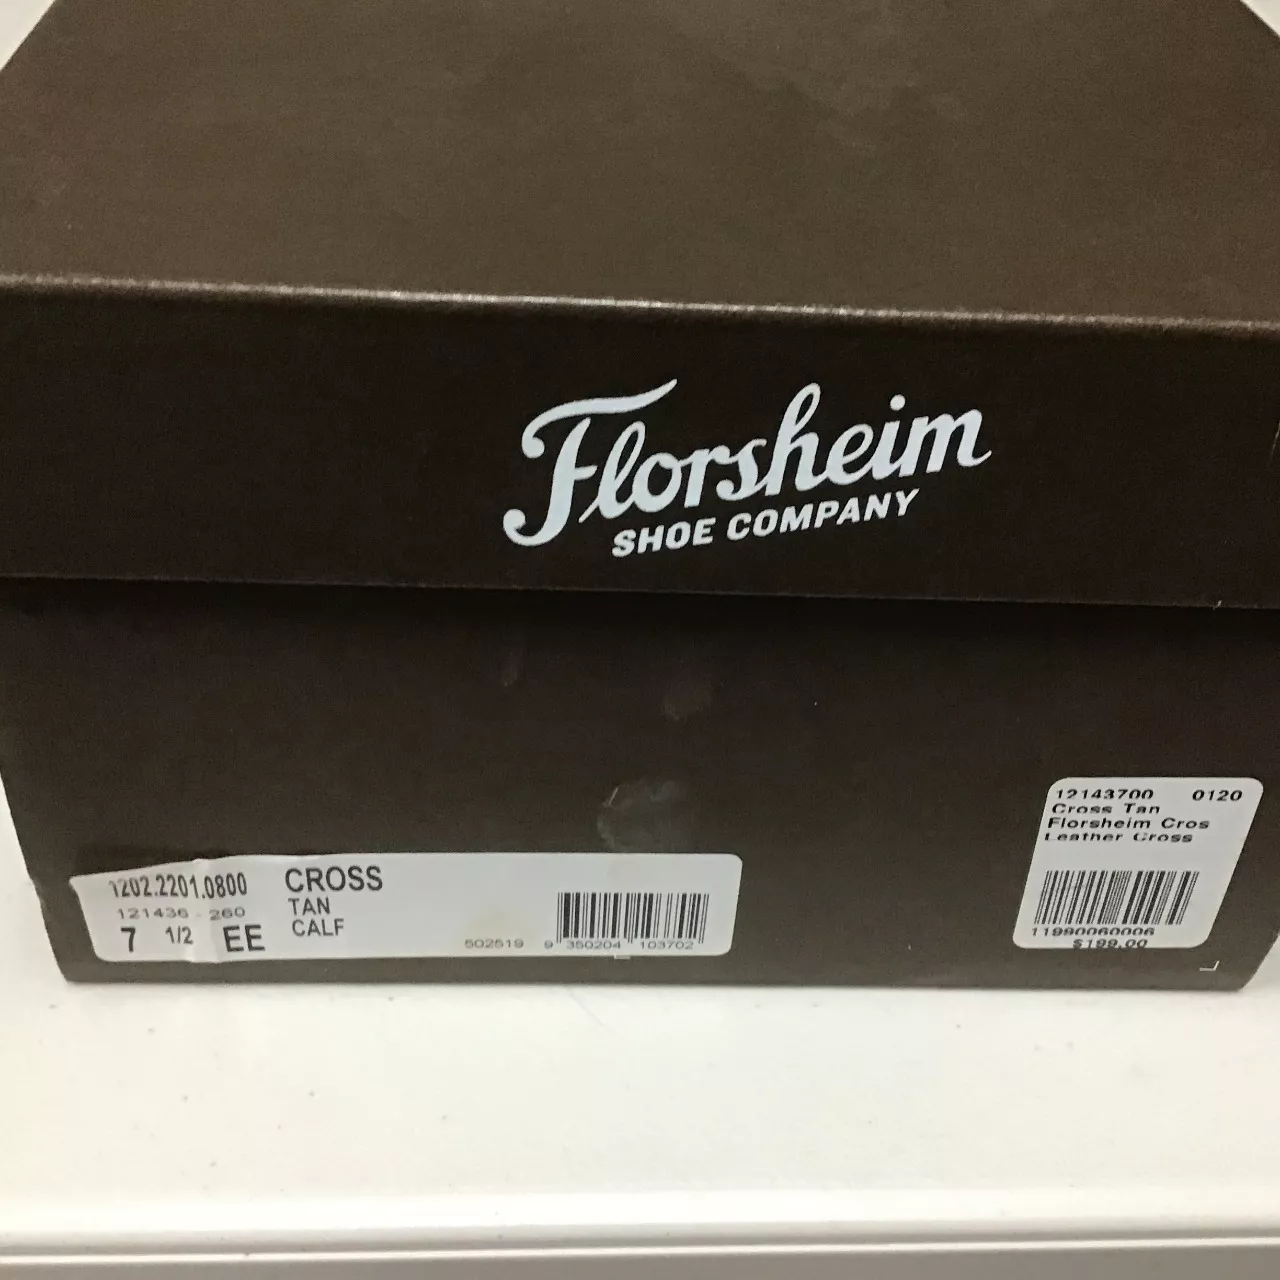 Florsheim
SHOE COMPANY
1202.2201.0800 CROSS
121436 - 260 TAN
7 1/2 EE CALF
502519 9 350204 103702
12143700 0120
Cross Tan
Florsheim Cros
Leather Cross
11990060006
$199.00